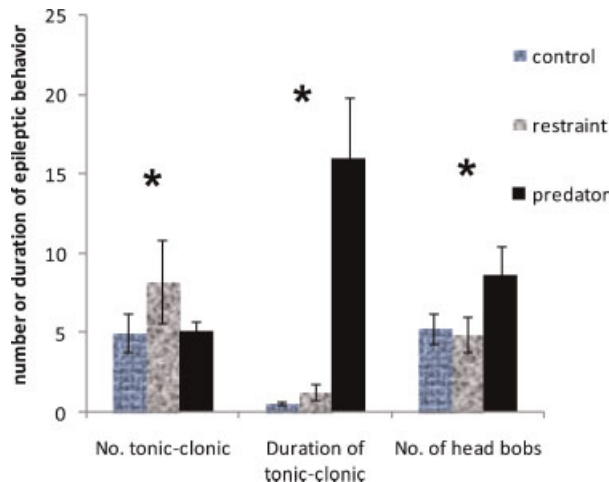 number or duration of epileptic behavior
25
20
15
10
5
0
*
*
*
control
restraint
predator
No. tonic-clonic
Duration of
tonic-clonic
No. of head bobs